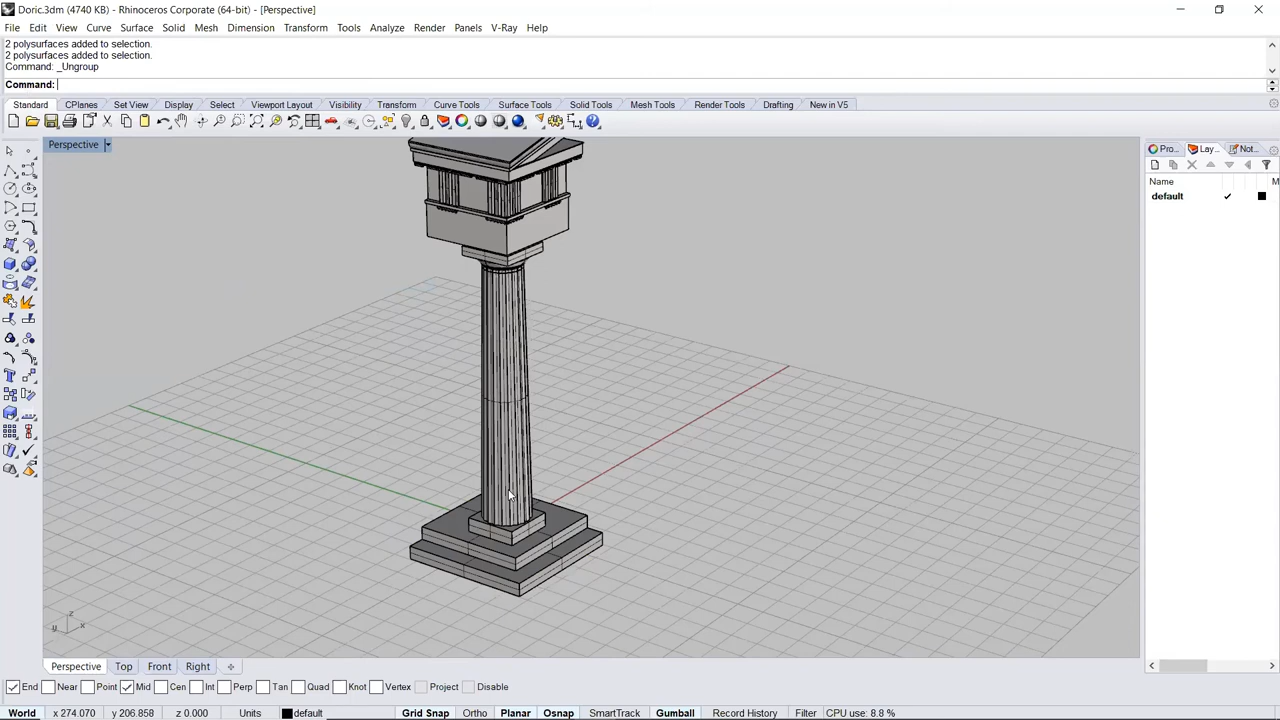 Doric.3dm (4740 KB) - Rhinoceros Corporate (64-bit) - [Perspective]
File Edit View Curve Surface Solid Mesh Dimension Transform Tools Analyze Render Panels V-Ray Help
2 polysurfaces added to selection.
2 polysurfaces added to selection.
Command: _Ungroup
Command:
Standard CPlanes Set View Display Select Viewport Layout Visibility Transform Curve Tools Surface Tools Solid Tools Mesh Tools Render Tools Drafting New in V5
Perspective
Pro... Lay... Not...
Name M
default
z
y x
Perspective Top Front Right
End Near Point Mid Cen Int Perp Tan Quad Knot Vertex Project Disable
World x 274.070 y 206.858 z 0.000 Units default Grid Snap Ortho Planar Osnap SmartTrack Gumball Record History Filter CPU use: 8.8 %